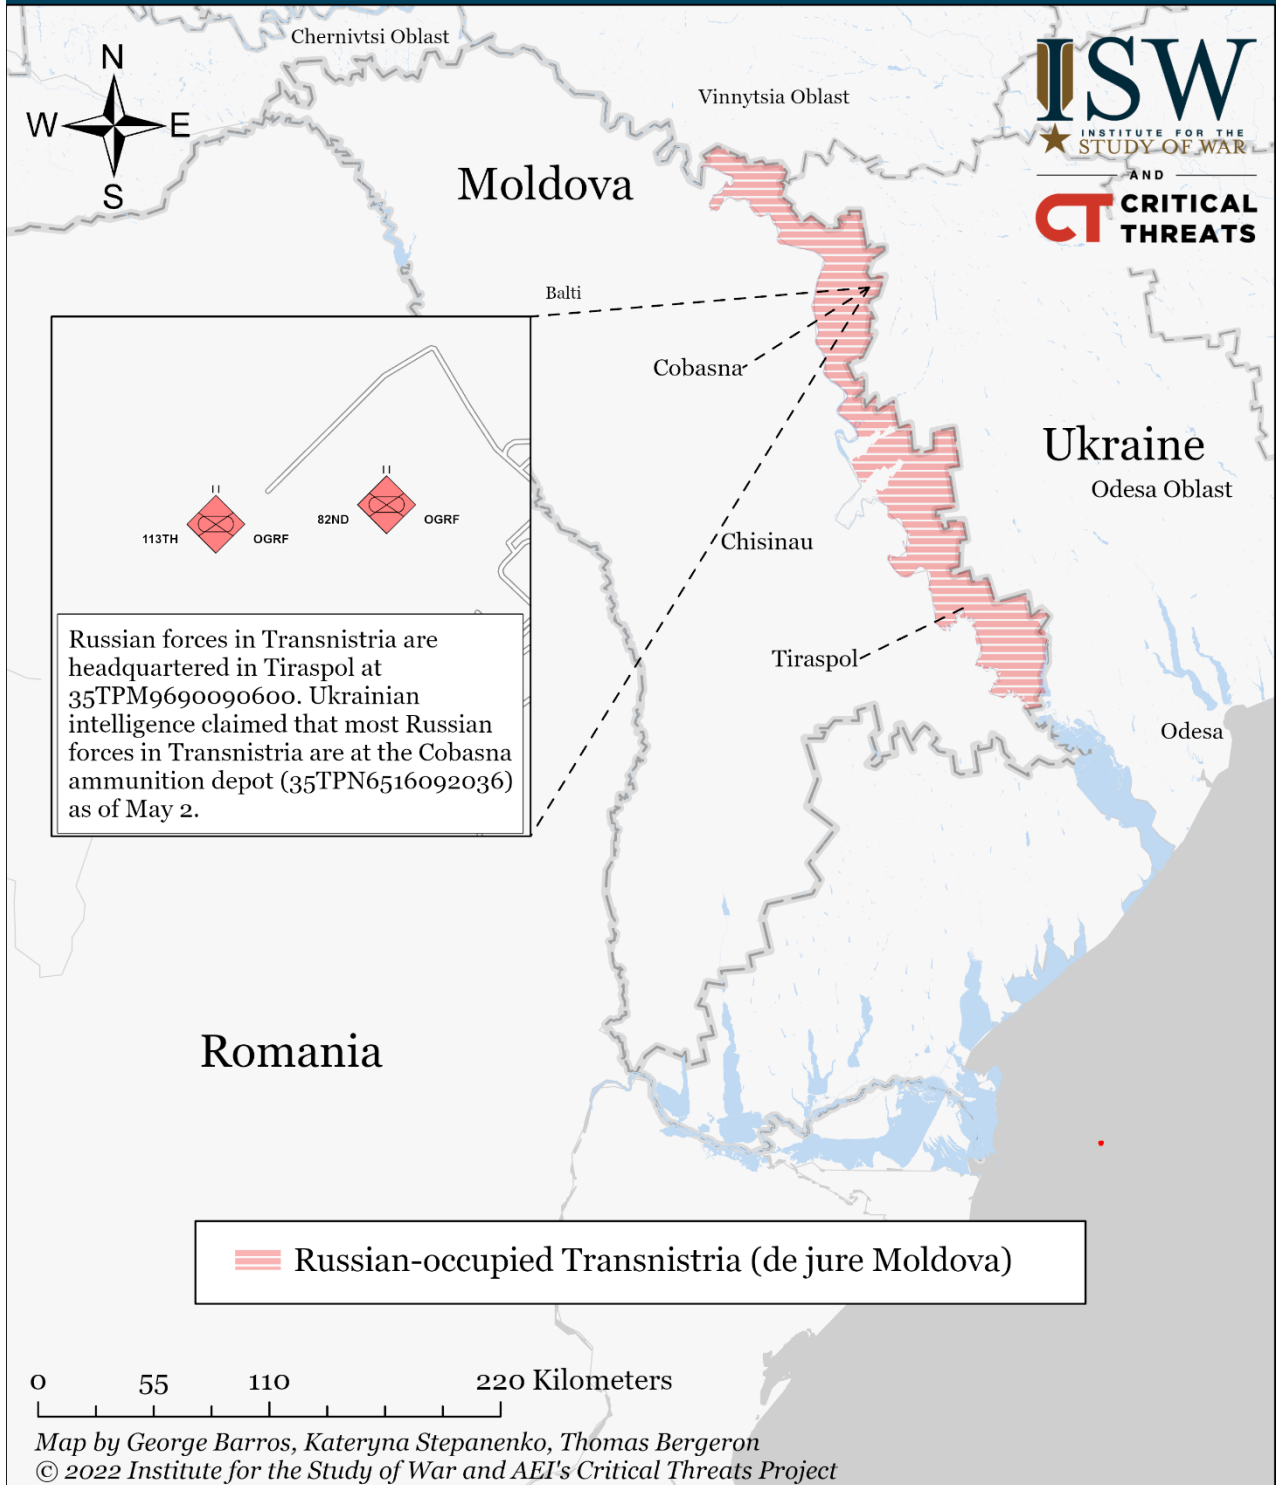 Chernivtsi Oblast
N
W
E
S
Vinnytsia Oblast
ISW
INSTITUTE FOR THE
STUDY OF WAR
AND
CT CRITICAL
THREATS
Moldova
Balti
Cobasna
Ukraine
Odesa Oblast
Chisinau
Tiraspol
Odesa
II
II
113TH
OGRF
82ND
OGRF
Russian forces in Transnistria are
headquartered in Tiraspol at
35TPM9690090600. Ukrainian
intelligence claimed that most Russian
forces in Transnistria are at the Cobasna
ammunition depot (35TPN6516092036)
as of May 2.
Romania
Russian-occupied Transnistria (de jure Moldova)
0 55 110 220 Kilometers
Map by George Barros, Kateryna Stepanenko, Thomas Bergeron
© 2022 Institute for the Study of War and AEI's Critical Threats Project